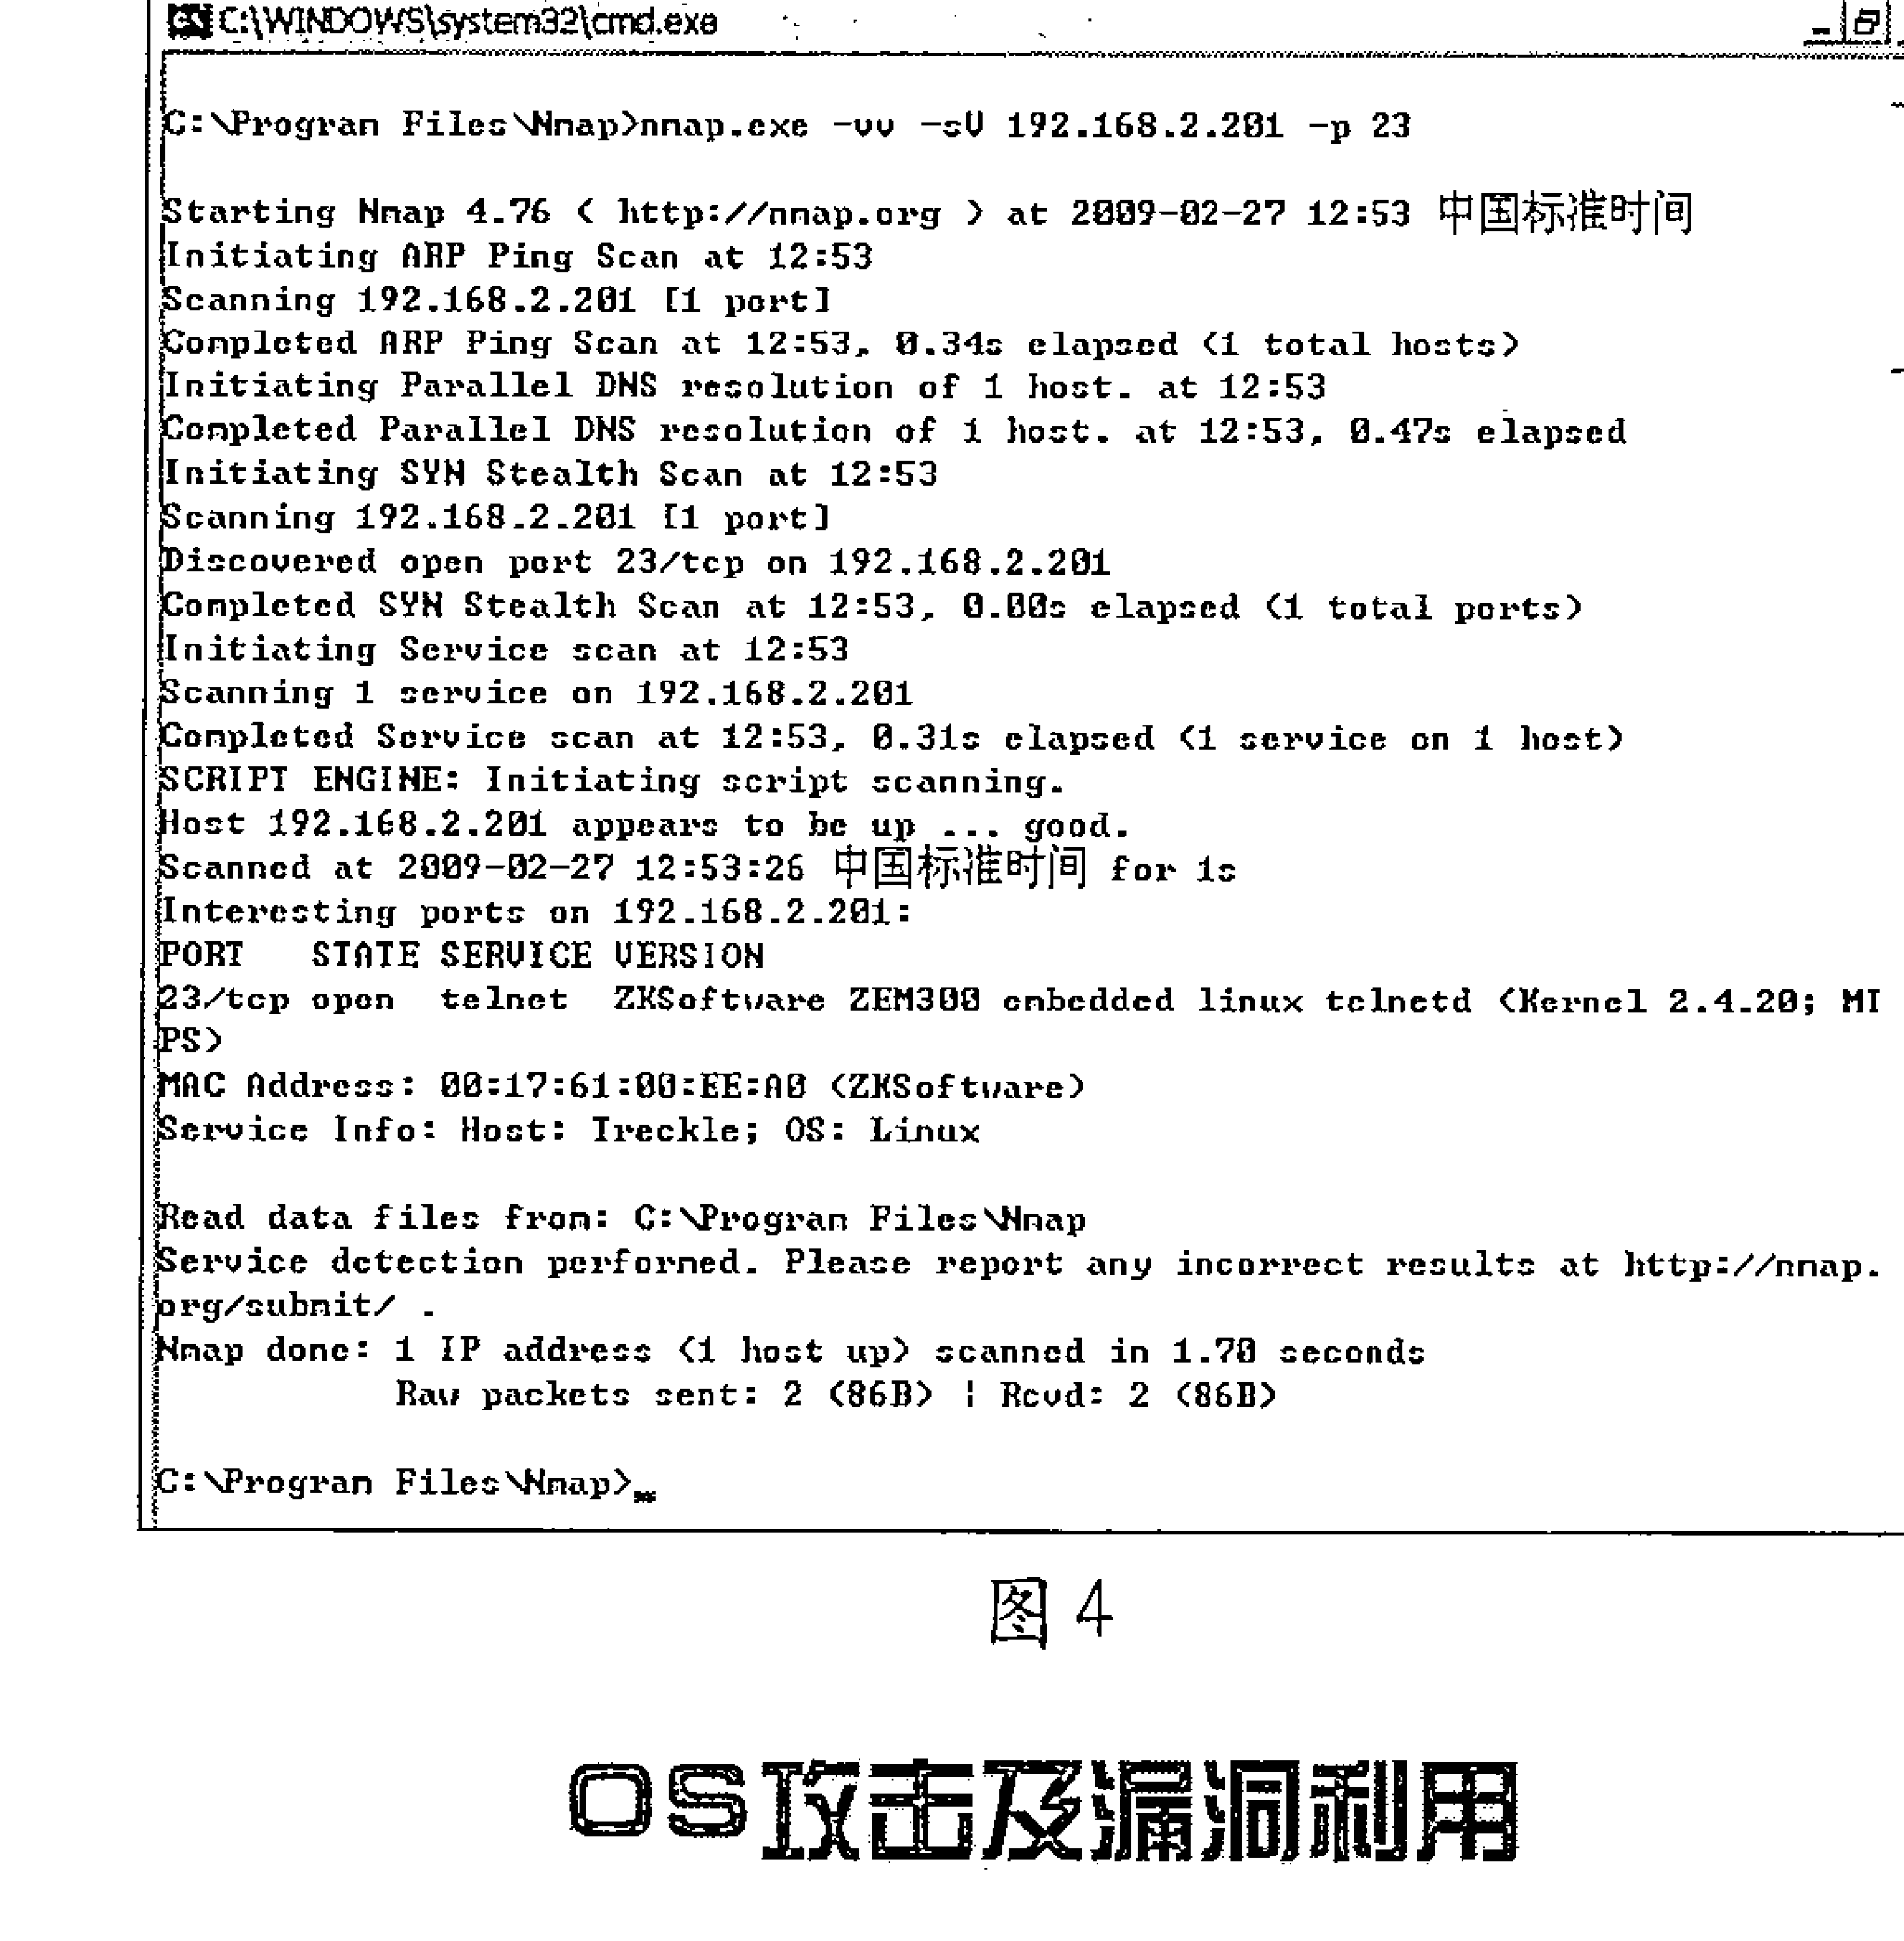 C:\WINDOWS\system32\cmd.exe
C:\Program Files\Nmap>nmap.exe -vv -sV 192.168.2.201 -p 23
Starting Nmap 4.76 ( http://nmap.org ) at 2009-02-27 12:53 中国标准时间
Initiating ARP Ping Scan at 12:53
Scanning 192.168.2.201 [1 port]
Completed ARP Ping Scan at 12:53, 0.34s elapsed (1 total hosts)
Initiating Parallel DNS resolution of 1 host. at 12:53
Completed Parallel DNS resolution of 1 host. at 12:53, 0.47s elapsed
Initiating SYN Stealth Scan at 12:53
Scanning 192.168.2.201 [1 port]
Discovered open port 23/tcp on 192.168.2.201
Completed SYN Stealth Scan at 12:53, 0.00s elapsed (1 total ports)
Initiating Service scan at 12:53
Scanning 1 service on 192.168.2.201
Completed Service scan at 12:53, 0.31s elapsed (1 service on 1 host)
SCRIPT ENGINE: Initiating script scanning.
Host 192.168.2.201 appears to be up ... good.
Scanned at 2009-02-27 12:53:26 中国标准时间 for 1s
Interesting ports on 192.168.2.201:
PORT   STATE SERVICE VERSION
23/tcp open  telnet  ZKSoftware ZEM300 embedded linux telnetd (Kernel 2.4.20; MI
PS)
MAC Address: 00:17:61:00:EE:A0 (ZKSoftware)
Service Info: Host: Treckle; OS: Linux
Read data files from: C:\Program Files\Nmap
Service detection performed. Please report any incorrect results at http://nmap.
org/submit/ .
Nmap done: 1 IP address (1 host up) scanned in 1.70 seconds
Raw packets sent: 2 (86B) | Rcvd: 2 (86B)
C:\Program Files\Nmap>_
图 4
OS攻击及漏洞利用